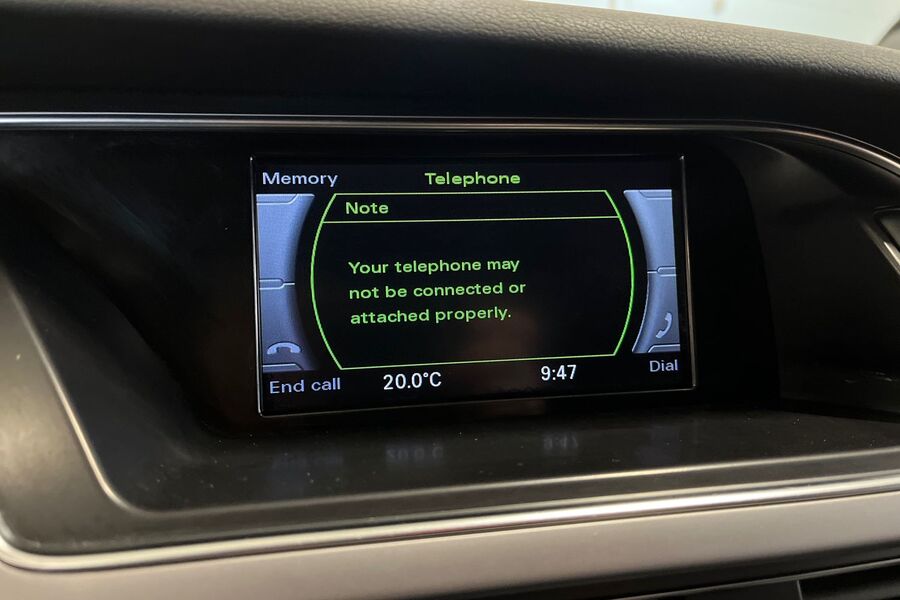 Memory
Telephone
Note
Your telephone may
not be connected or
attached properly.
End call
20.0°C
9:47
Dial